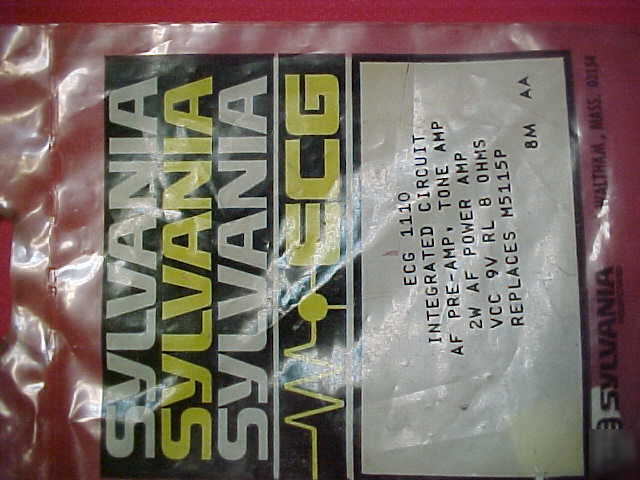 SYLVANIA
SYLVANIA
SYLVANIA
ECG
ECG 1110
INTEGRATED CIRCUIT
AF PRE-AMP, TONE AMP
2W AF POWER AMP
VCC 9V RL 8 OHMS
REPLACES M5115P
8M AA
SYLVANIA
WALTHAM, MASS. 02154